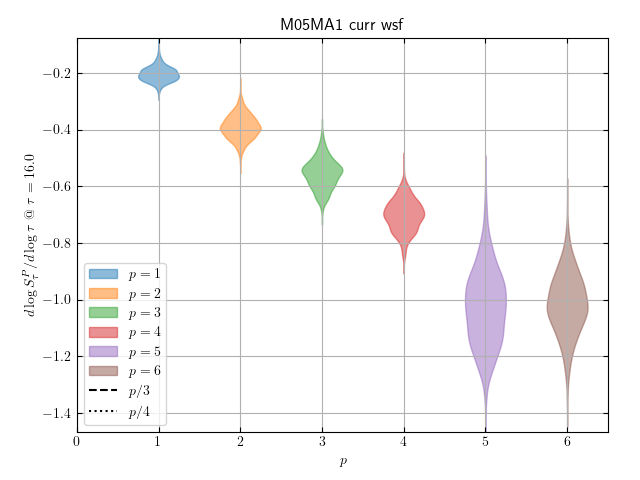 M05MA1 curr wsf
d log S_τ^P / d log τ @ τ = 16.0
−0.2
−0.4
−0.6
−0.8
−1.0
−1.2
−1.4
p = 1
p = 2
p = 3
p = 4
p = 5
p = 6
p/3
p/4
0 1 2 3 4 5 6
p